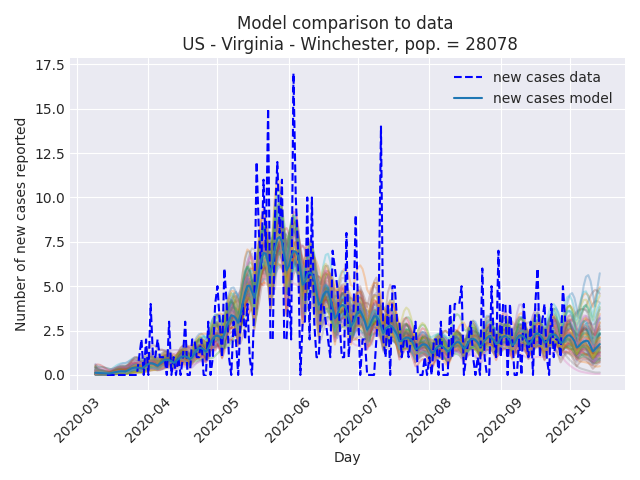 Model comparison to data
US - Virginia - Winchester, pop. = 28078
17.5
15.0
12.5
10.0
7.5
5.0
2.5
0.0
Number of new cases reported
new cases data
new cases model
2020-03
2020-04
2020-05
2020-06
2020-07
2020-08
2020-09
2020-10
Day